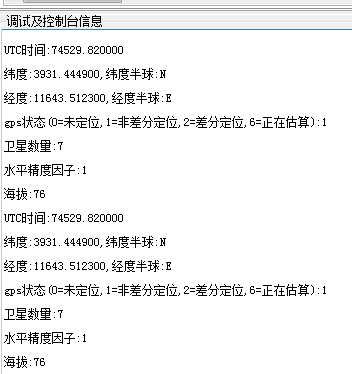 调试及控制台信息
UTC时间:74529.820000
纬度:3931.444900,纬度半球:N
经度:11643.512300,经度半球:E
gps状态(0=未定位,1=非差分定位,2=差分定位,6=正在估算):1
卫星数量:7
水平精度因子:1
海拔:76
UTC时间:74529.820000
纬度:3931.444900,纬度半球:N
经度:11643.512300,经度半球:E
gps状态(0=未定位,1=非差分定位,2=差分定位,6=正在估算):1
卫星数量:7
水平精度因子:1
海拔:76